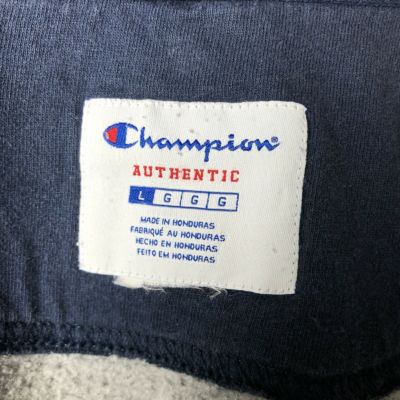 Champion
AUTHENTIC
L G G G
MADE IN HONDURAS
FABRIQUÉ AU HONDURAS
HECHO EN HONDURAS
FEITO EM HONDURAS